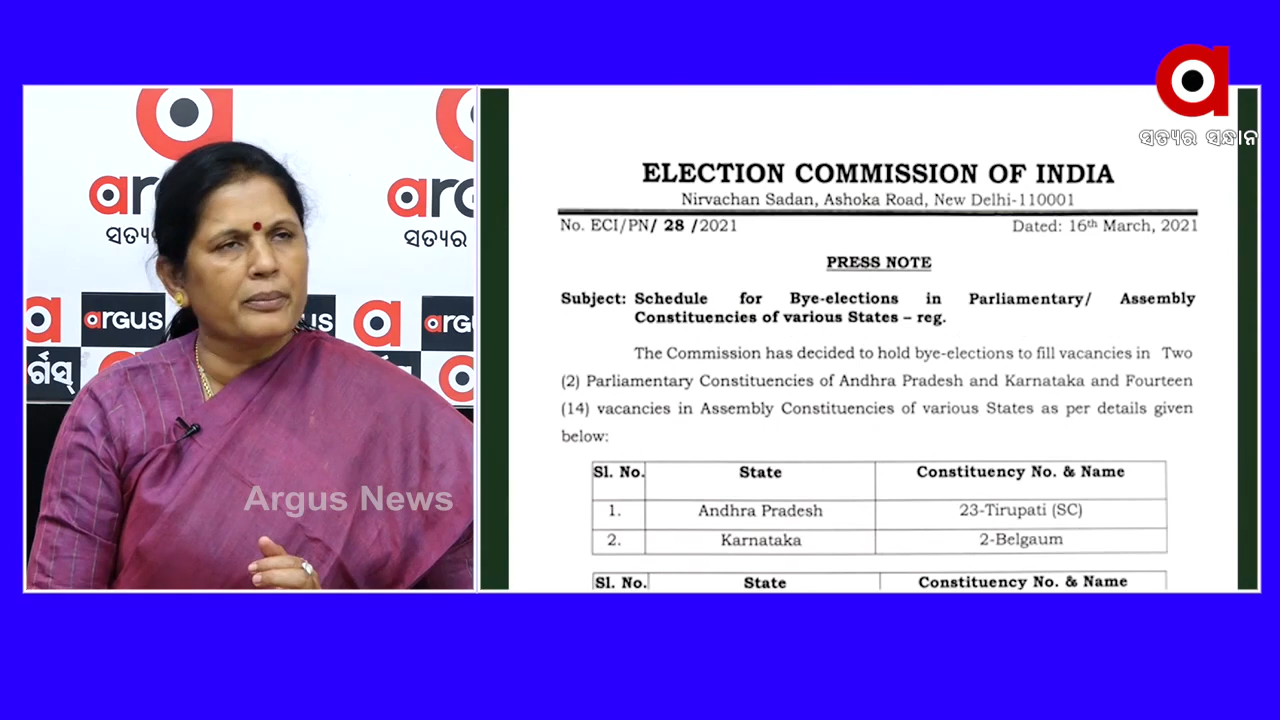 ସତ୍ୟର ସନ୍ଧାନ
argus
ସତ୍ୟର
argus
argus
ର୍ଗସ୍
Argus News
ELECTION COMMISSION OF INDIA
Nirvachan Sadan, Ashoka Road, New Delhi-110001
No. ECI/PN/ 28 /2021 Dated: 16th March, 2021
PRESS NOTE
Subject: Schedule for Bye-elections in Parliamentary/ Assembly
Constituencies of various States – reg.
The Commission has decided to hold bye-elections to fill vacancies in Two
(2) Parliamentary Constituencies of Andhra Pradesh and Karnataka and Fourteen
(14) vacancies in Assembly Constituencies of various States as per details given
below:
Sl. No. State Constituency No. & Name
1. Andhra Pradesh 23-Tirupati (SC)
2. Karnataka 2-Belgaum
Sl. No. State Constituency No. & Name